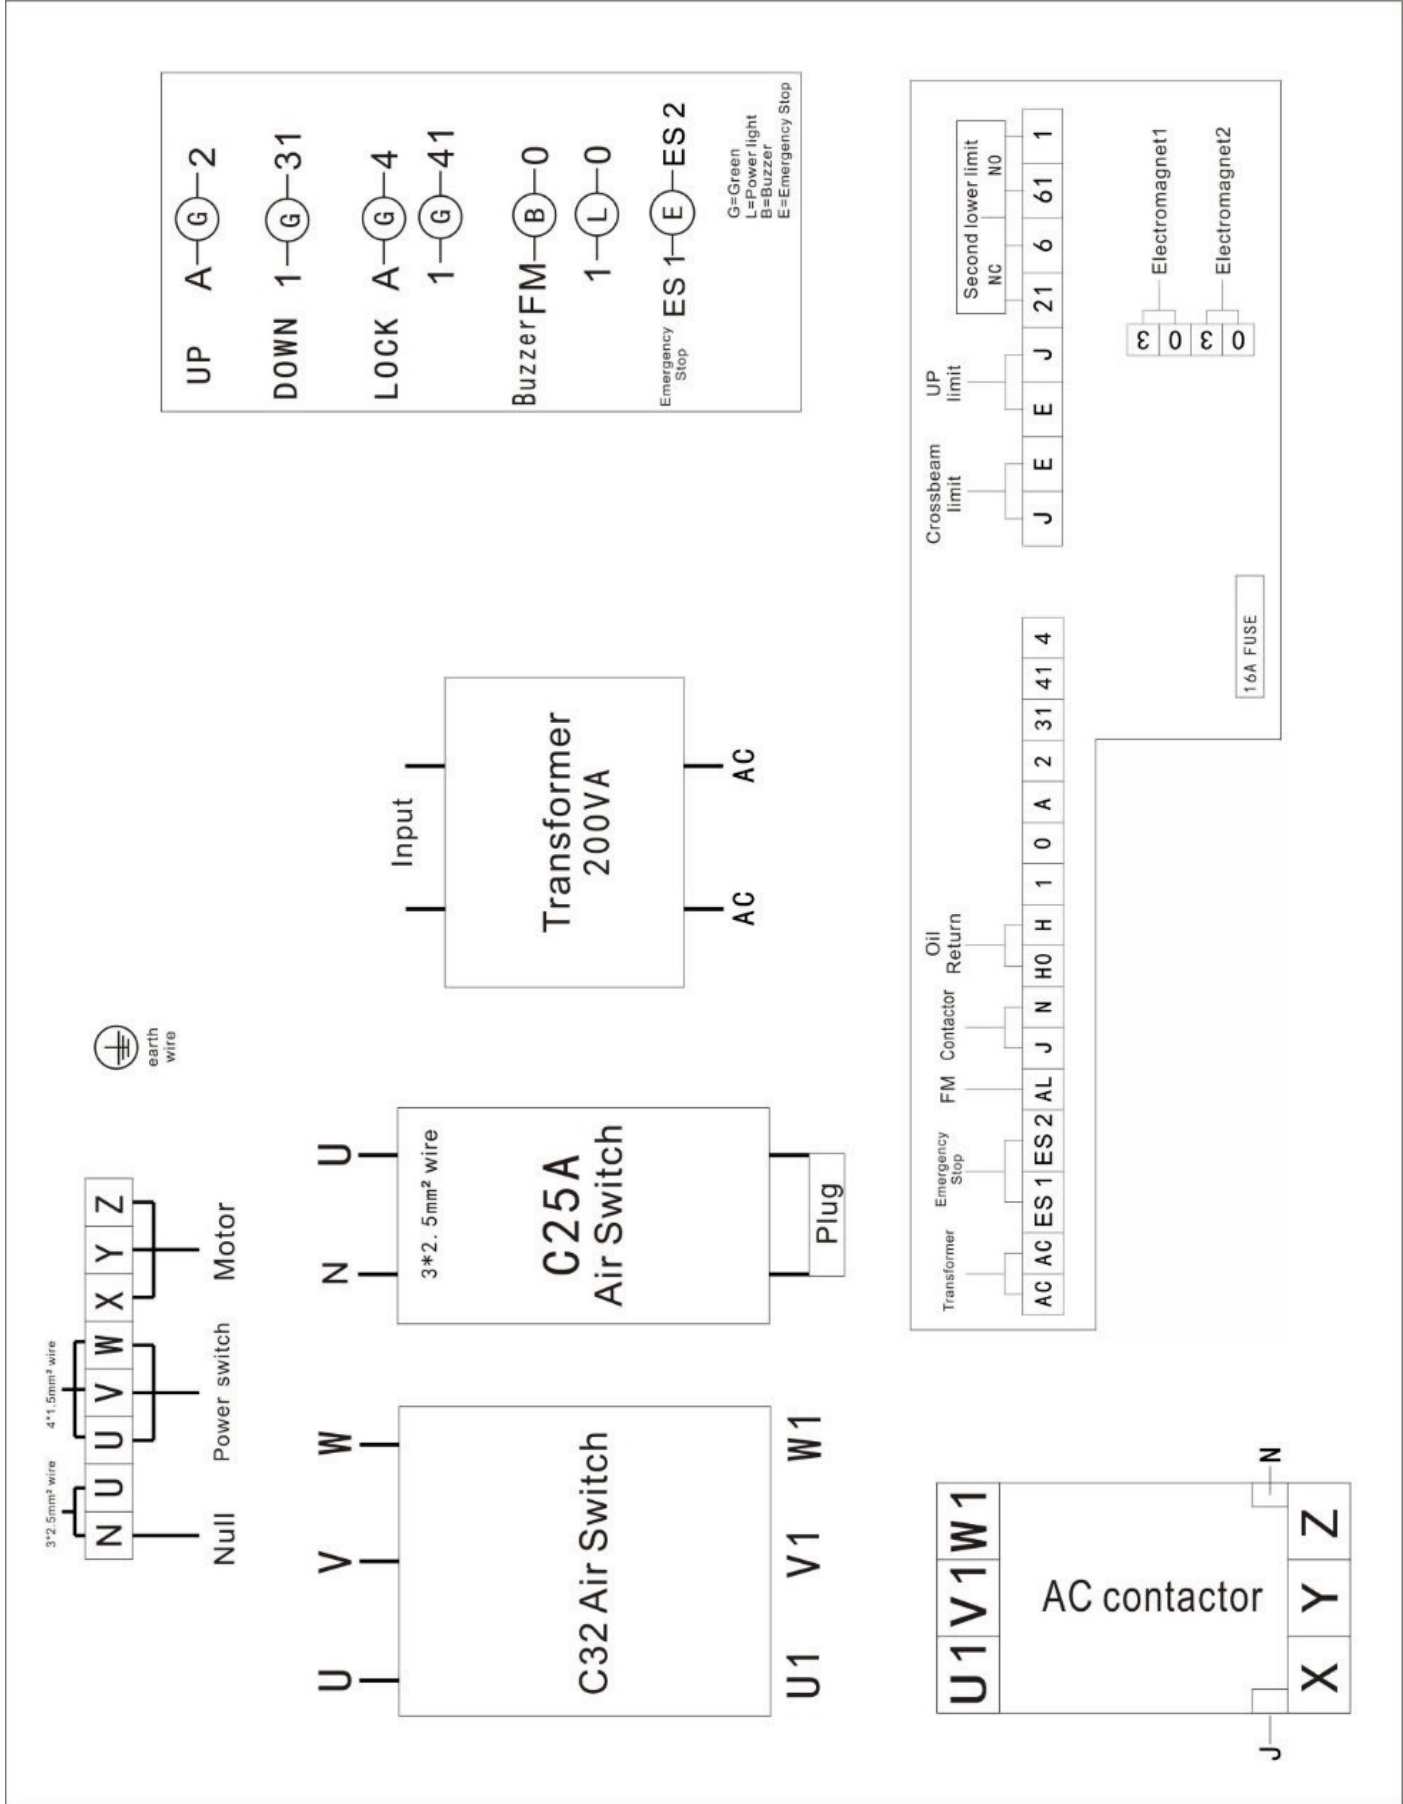 3*2.5mm² wire
4*1.5mm² wire
N U U V W X Y Z
Null
Power switch
Motor
earth
wire
U V W
C32 Air Switch
U1 V1 W1
N U
3*2.5mm² wire
C25A
Air Switch
Plug
Input
Transformer
200VA
AC AC
UP A G 2
DOWN 1 G 31
LOCK A G 4
1 G 41
Buzzer FM B 0
1 L 0
Emergency
Stop
ES 1 E ES 2
G=Green
L=Power light
B=Buzzer
E=Emergency Stop
U1 V1 W1
AC contactor
J
N
X Y Z
Transformer
Emergency
Stop
FM
Contactor
Oil
Return
AC AC ES 1 ES 2 AL J N H0 H 1 0 A 2 31 41 4
Crossbeam
limit
UP
limit
Second lower limit
NC NO
J E E J 21 6 61 1
16A FUSE
3 0 3 0
Electromagnet1
Electromagnet2